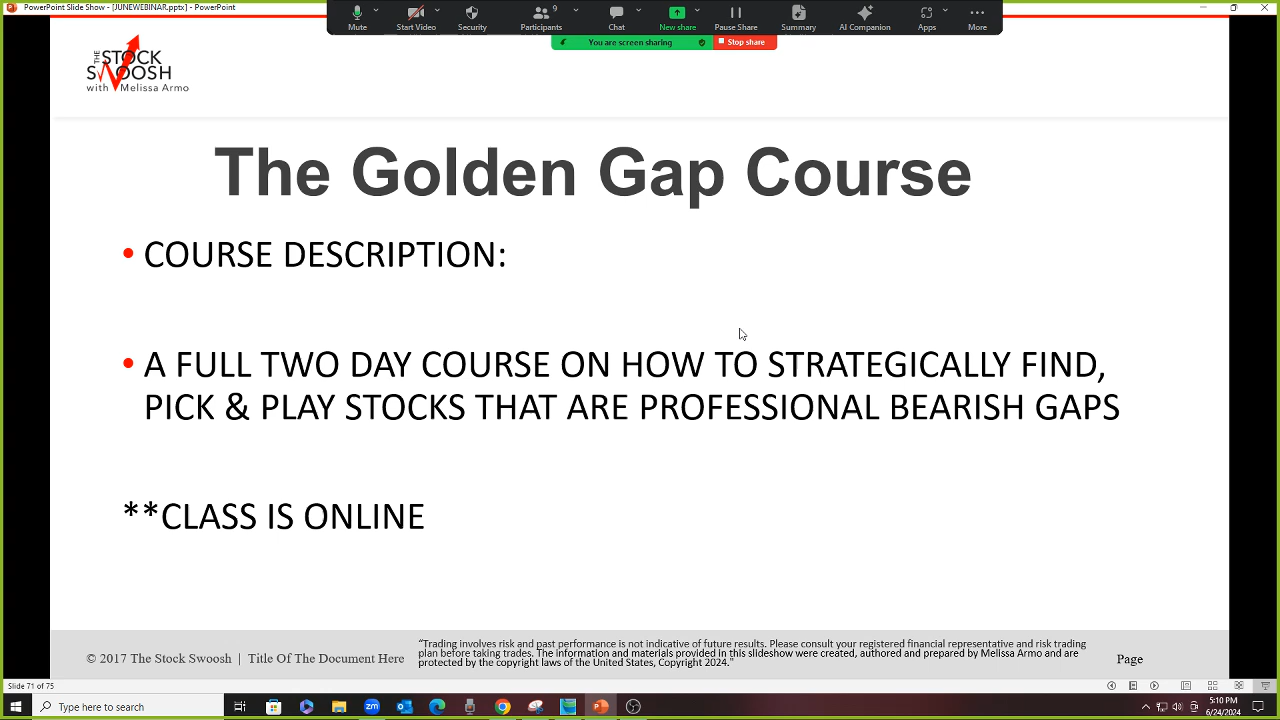 PowerPoint Slide Show - [JUNEWEBINAR.pptx] - PowerPoint
Mute
Start Video
Security
Participants
9
Chat
New share
Pause Share
Summary
AI Companion
Apps
More
You are screen sharing
Stop share
THE STOCK
SWOOSH
with Melissa Armo
The Golden Gap Course
• COURSE DESCRIPTION:
• A FULL TWO DAY COURSE ON HOW TO STRATEGICALLY FIND,
PICK & PLAY STOCKS THAT ARE PROFESSIONAL BEARISH GAPS
**CLASS IS ONLINE
© 2017 The Stock Swoosh | Title Of The Document Here
"Trading involves risk and past performance is not indicative of future results. Please consult your registered financial representative and risk trading
plan before taking trades. The information and materials provided in this slideshow were created, authored and prepared by Melissa Armo and are
protected by the copyright laws of the United States, Copyright 2024."
Page
Slide 71 of 75
Type here to search
5:10 PM
6/24/2024